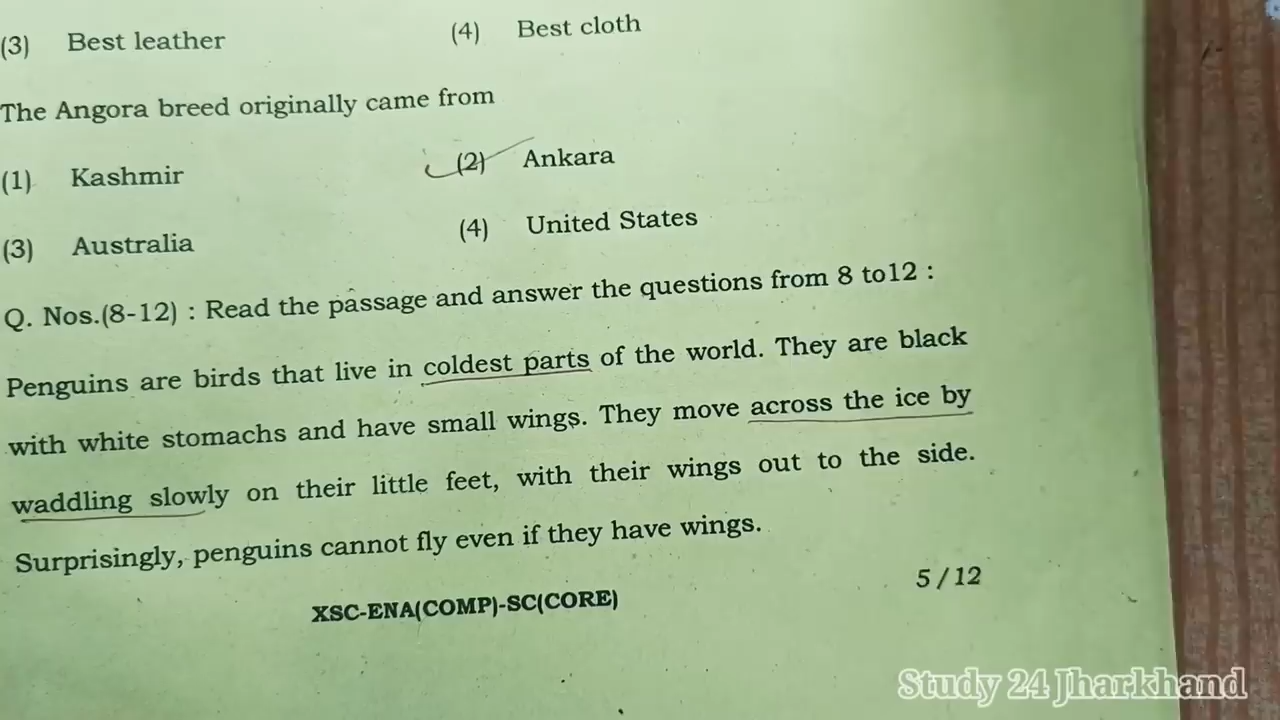 (3) Best leather (4) Best cloth
The Angora breed originally came from
(1) Kashmir (2) Ankara
(3) Australia (4) United States
Q. Nos.(8-12) : Read the passage and answer the questions from 8 to12 :
Penguins are birds that live in coldest parts of the world. They are black
with white stomachs and have small wings. They move across the ice by
waddling slowly on their little feet, with their wings out to the side.
Surprisingly, penguins cannot fly even if they have wings.
XSC-ENA(COMP)-SC(CORE) 5/12
Study 24 Jharkhand